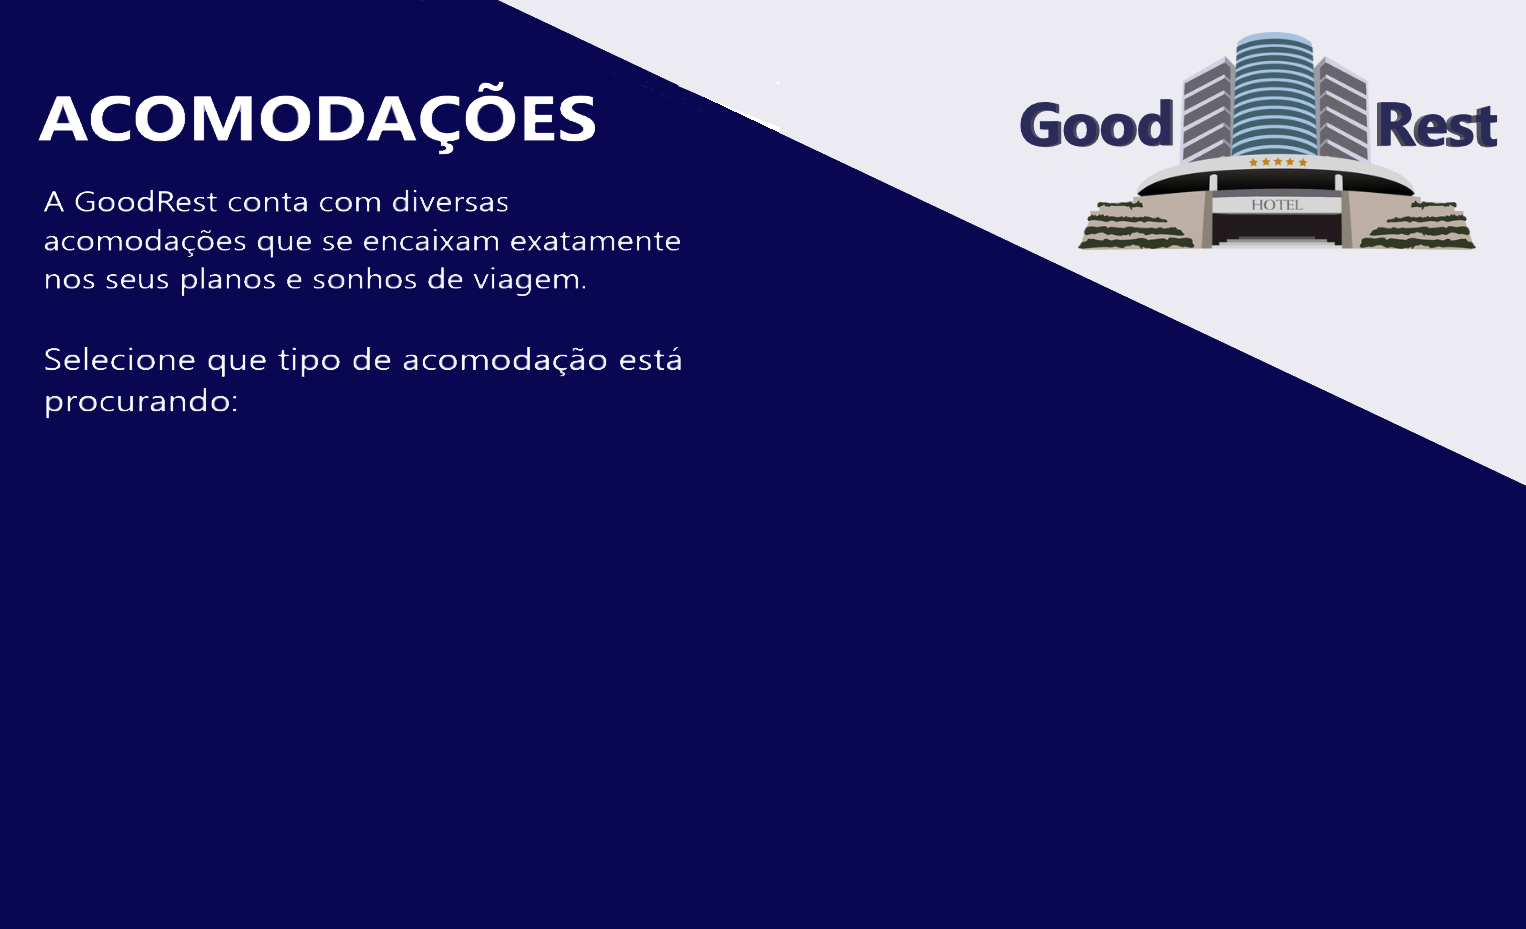 ACOMODAÇÕES
A GoodRest conta com diversas
acomodações que se encaixam exatamente
nos seus planos e sonhos de viagem.
Selecione que tipo de acomodação está
procurando:
Good Rest
HOTEL